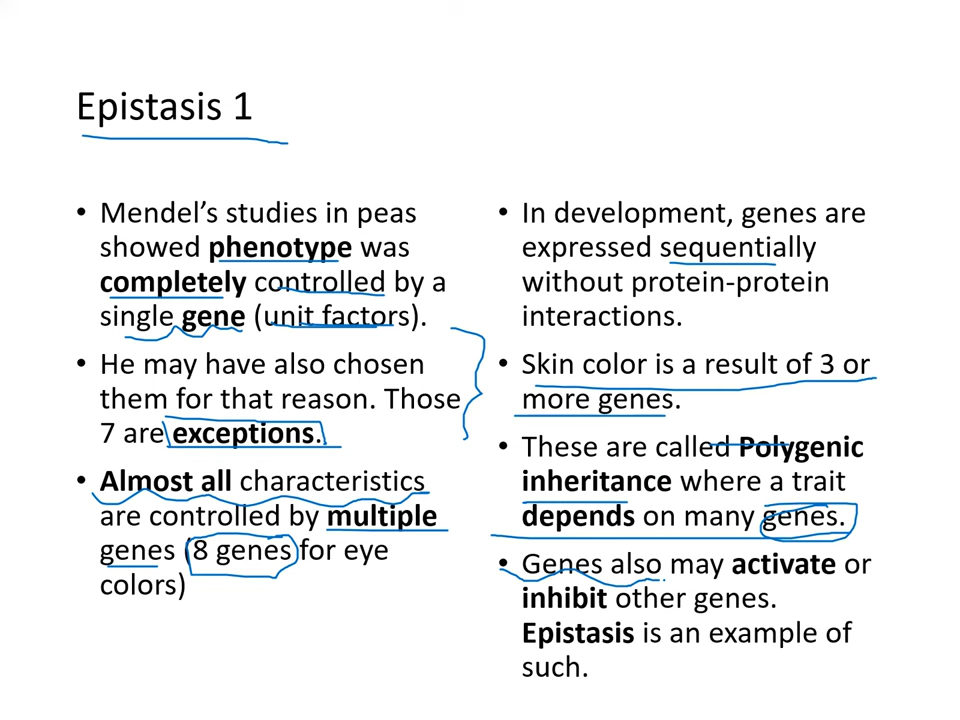 Epistasis 1
• Mendel’s studies in peas
showed phenotype was
completely controlled by a
single gene (unit factors).
• He may have also chosen
them for that reason. Those
7 are exceptions.
• Almost all characteristics
are controlled by multiple
genes (8 genes for eye
colors)
• In development, genes are
expressed sequentially
without protein-protein
interactions.
• Skin color is a result of 3 or
more genes.
• These are called Polygenic
inheritance where a trait
depends on many genes.
• Genes also may activate or
inhibit other genes.
Epistasis is an example of
such.